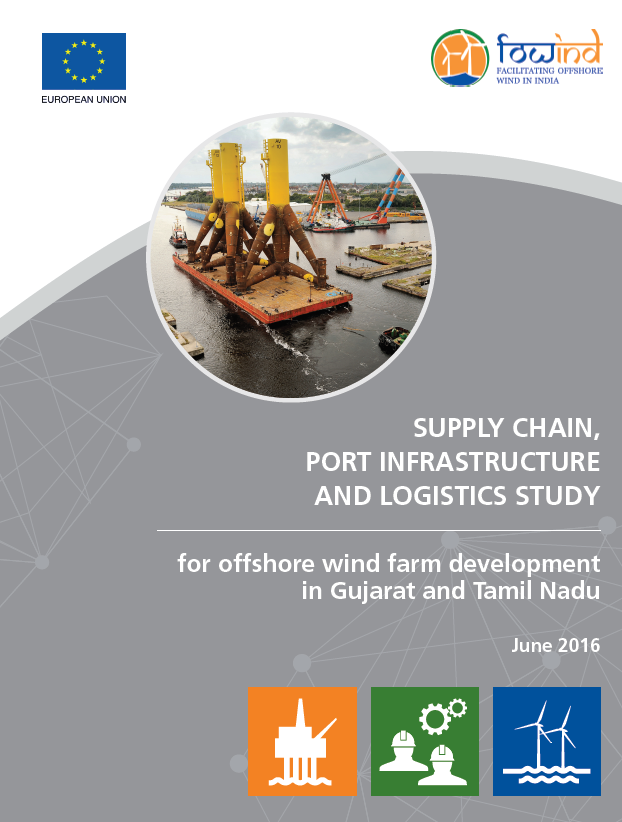 EUROPEAN UNION
fowind
FACILITATING OFFSHORE
WIND IN INDIA
SUPPLY CHAIN,
PORT INFRASTRUCTURE
AND LOGISTICS STUDY
for offshore wind farm development
in Gujarat and Tamil Nadu
June 2016